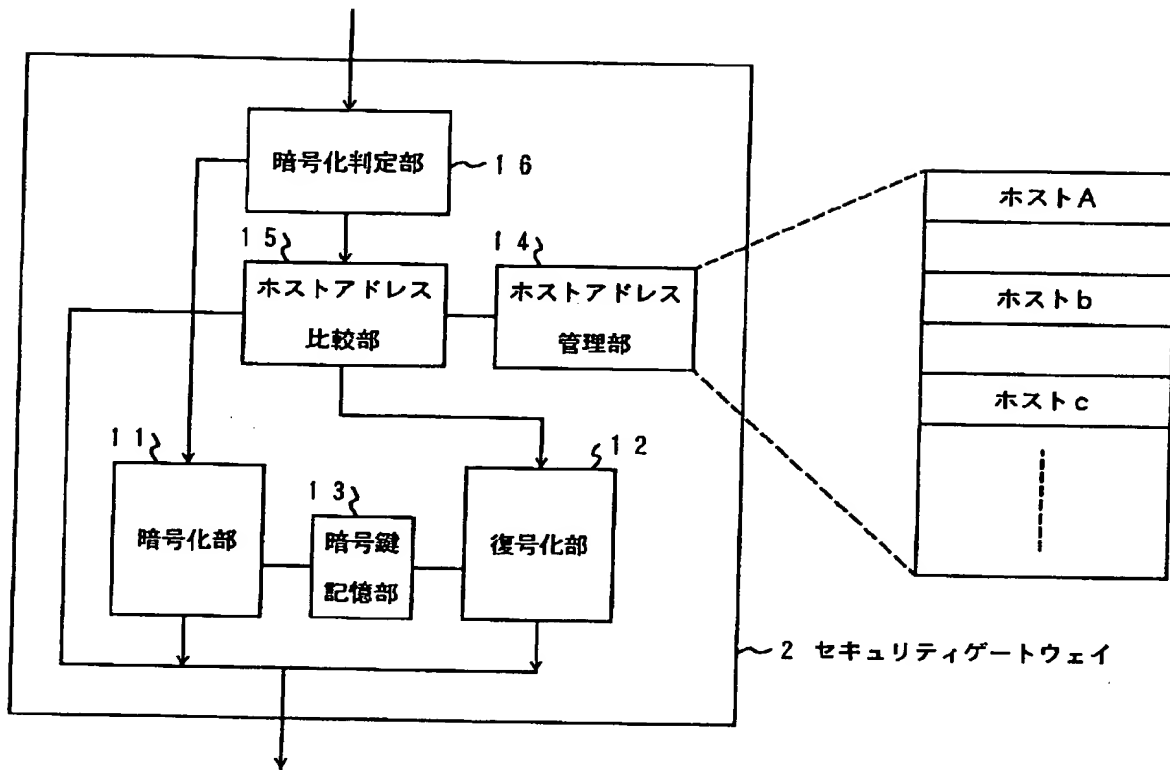 暗号化判定部
16
15
ホストアドレス
比較部
14
ホストアドレス
管理部
ホストA
ホストb
ホストc
11
暗号化部
13
暗号鍵
記憶部
12
復号化部
2 セキュリティゲートウェイ